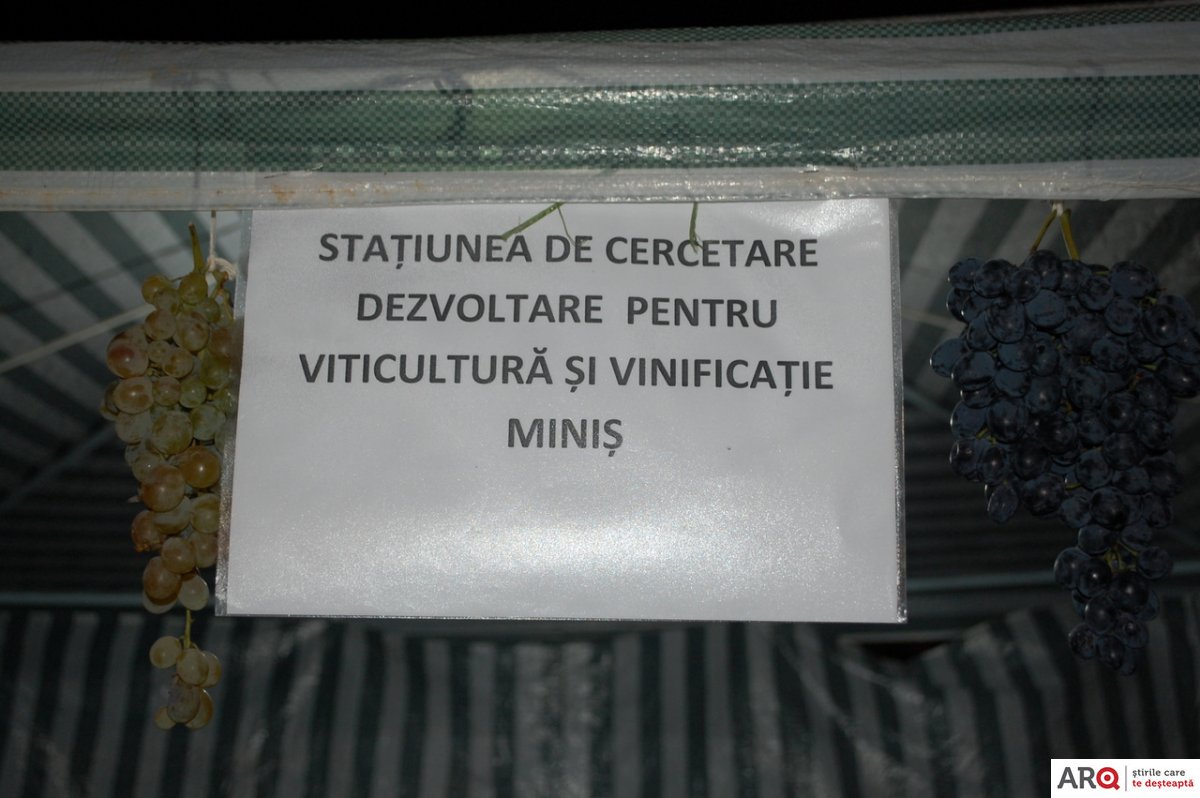 STAȚIUNEA DE CERCETARE
DEZVOLTARE PENTRU
VITICULTURĂ ȘI VINIFICAȚIE
MINIȘ
ARQ
știrile care
te deșteaptă